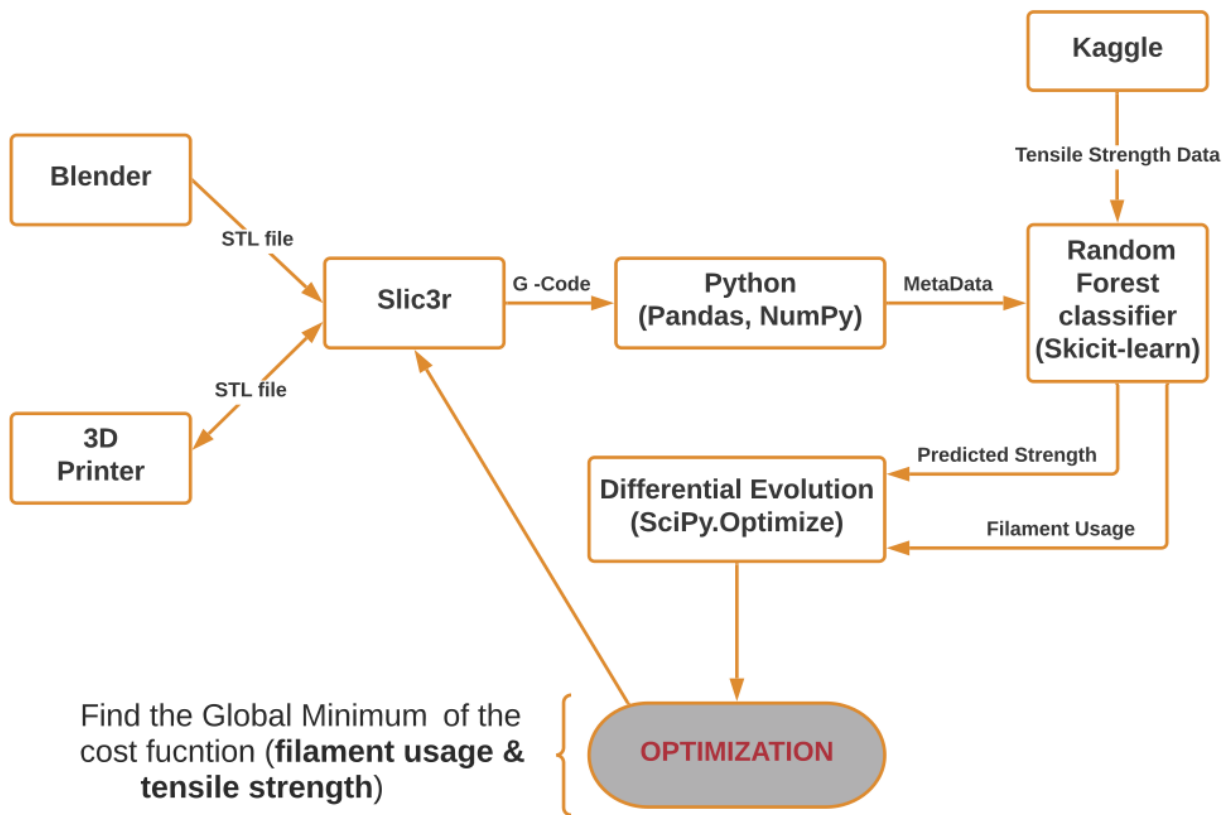 Kaggle
Tensile Strength Data
Blender
STL file
Slic3r
G -Code
Python
(Pandas, NumPy)
MetaData
Random
Forest
classifier
(Skicit-learn)
STL file
3D
Printer
Predicted Strength
Differential Evolution
(SciPy.Optimize)
Filament Usage
Find the Global Minimum of the
cost fucntion (filament usage &
tensile strength)
OPTIMIZATION